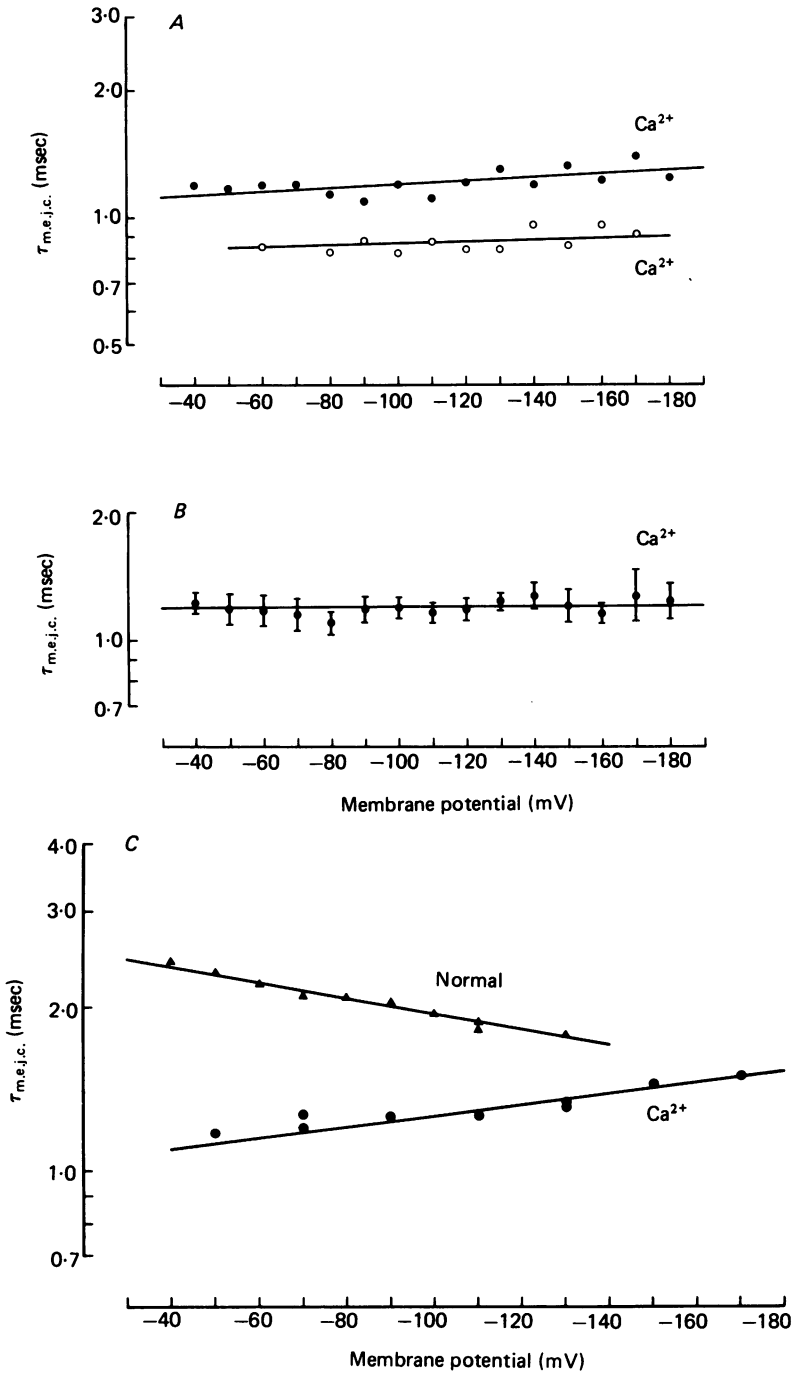 A
3·0
2·0
1·0
0·7
0·5
τm.e.j.c. (msec)
Ca2+
Ca2+
−40 −60 −80 −100 −120 −140 −160 −180
B
2·0
1·0
0·7
τm.e.j.c. (msec)
Ca2+
−40 −60 −80 −100 −120 −140 −160 −180
Membrane potential (mV)
C
4·0
3·0
2·0
1·0
0·7
τm.e.j.c. (msec)
Normal
Ca2+
−40 −60 −80 −100 −120 −140 −160 −180
Membrane potential (mV)